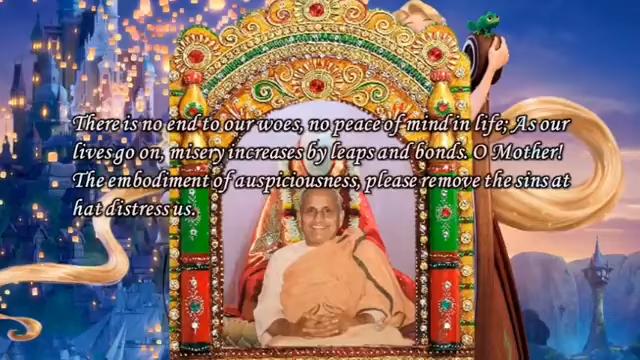 There is no end to our woes, no peace of mind in life; As our
lives go on, misery increases by leaps and bonds. O Mother!
The embodiment of auspiciousness, please remove the sins at
hat distress us.